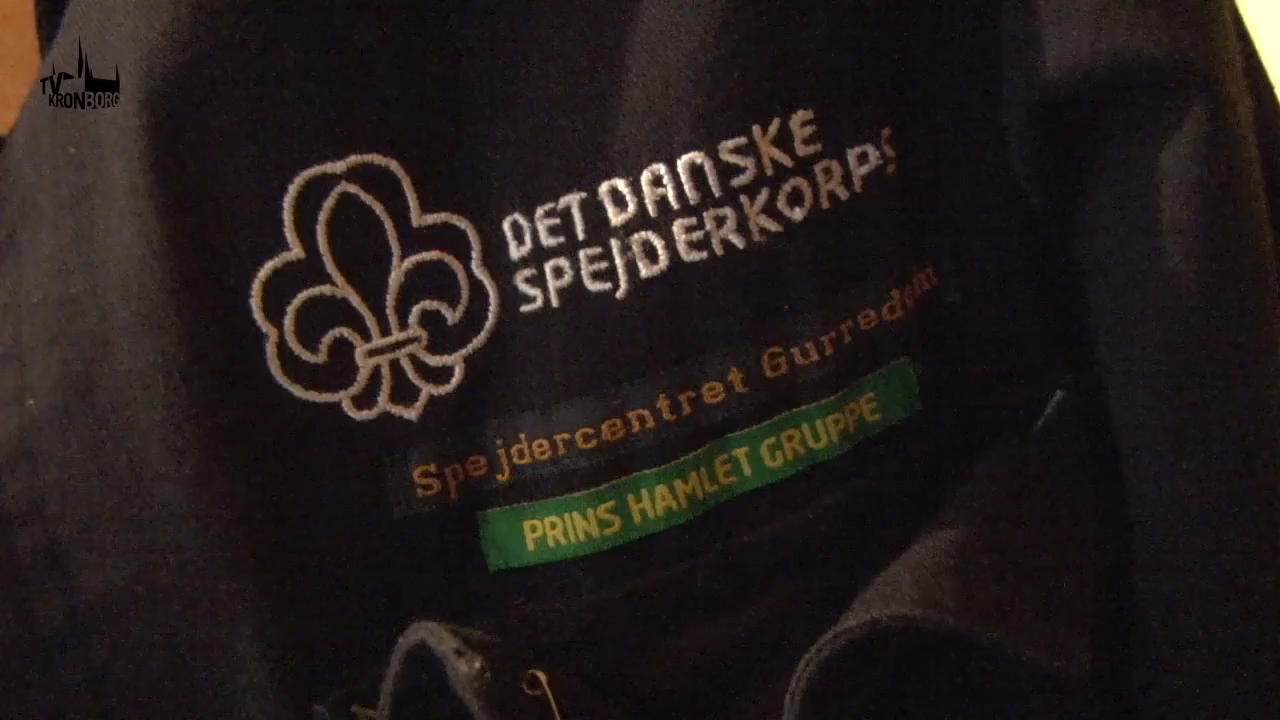 TV
KRONBORG
DET DANSKE
SPEJDERKORPS
Spejdercentret Gurredam
PRINS HAMLET GRUPPE